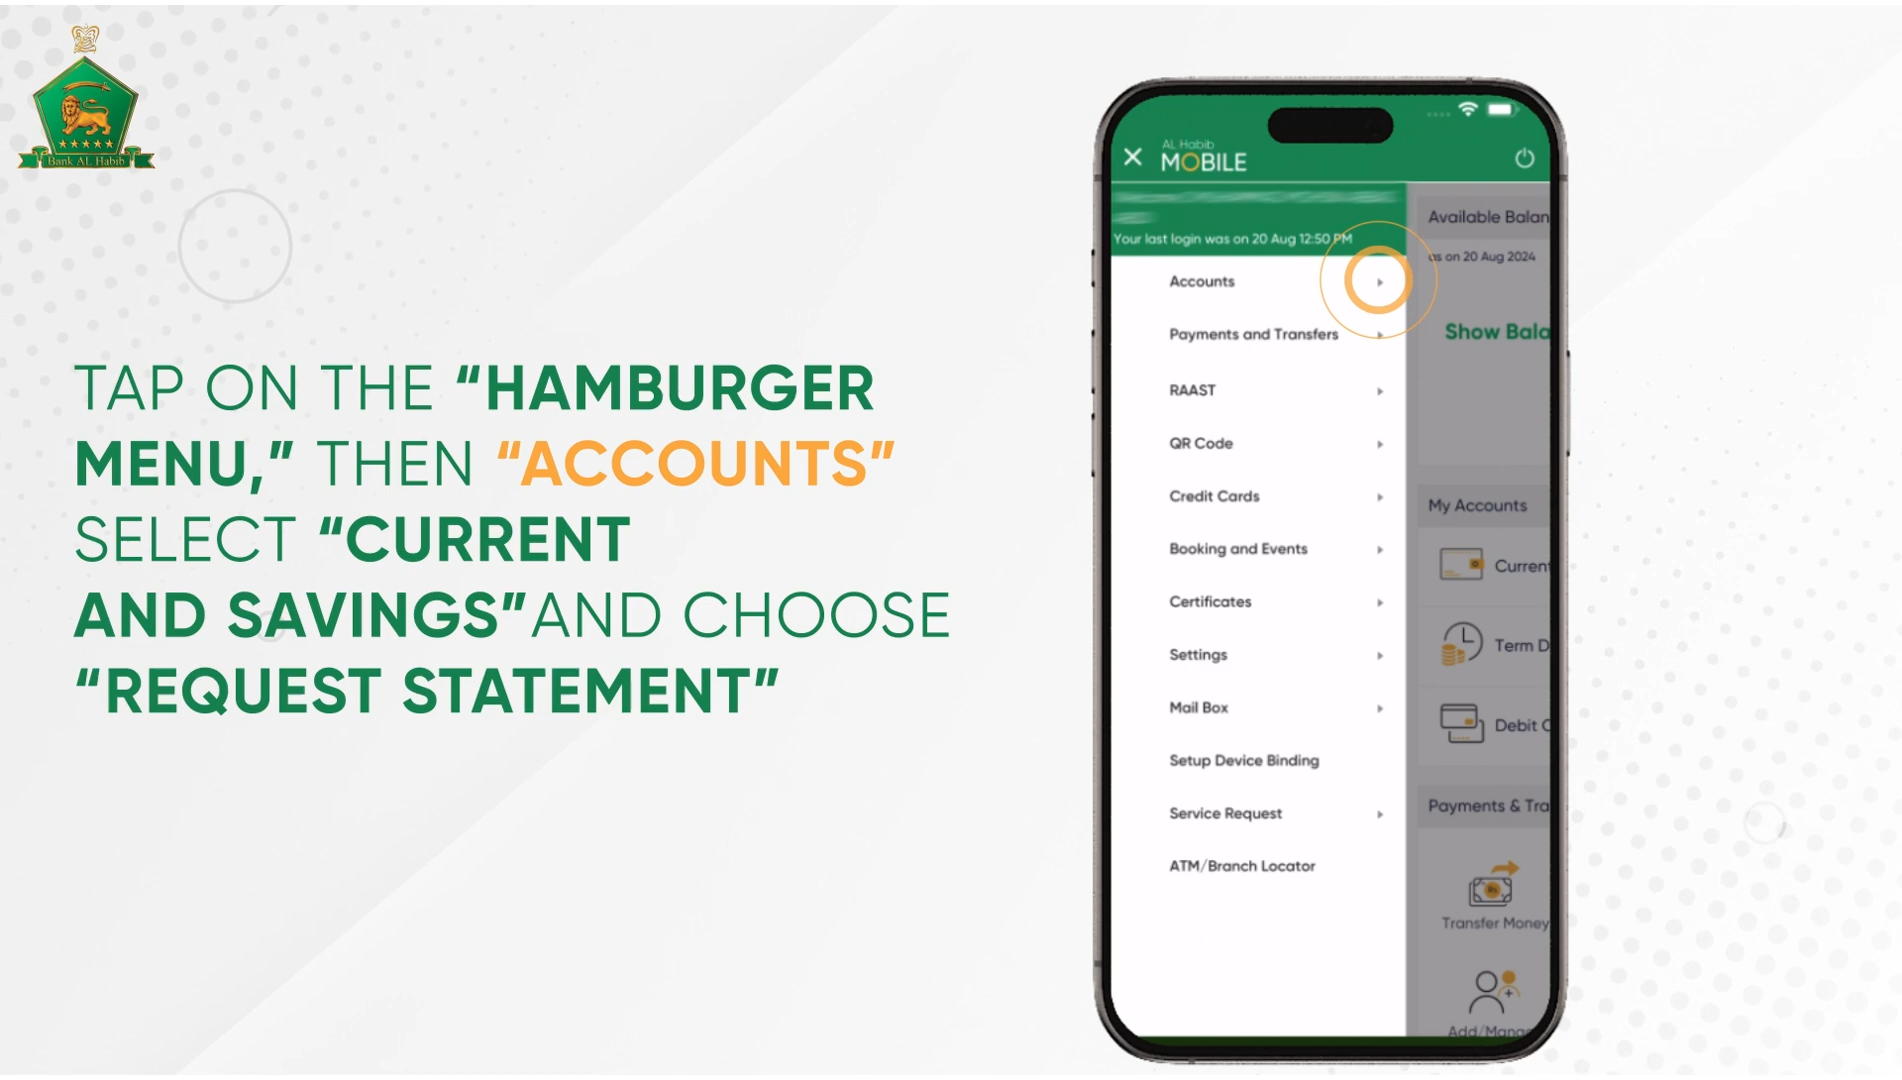 Bank AL Habib
TAP ON THE “HAMBURGER
MENU,” THEN “ACCOUNTS”
SELECT “CURRENT
AND SAVINGS”AND CHOOSE
“REQUEST STATEMENT”
AL Habib
MOBILE
Your last login was on 20 Aug 12:50 PM
Accounts
Payments and Transfers
RAAST
QR Code
Credit Cards
Booking and Events
Certificates
Settings
Mail Box
Setup Device Binding
Service Request
ATM/Branch Locator
Available Balan
as on 20 Aug 2024
Show Bala
My Accounts
Current
Term D
Debit C
Payments & Tra
Transfer Money
Add/Mana